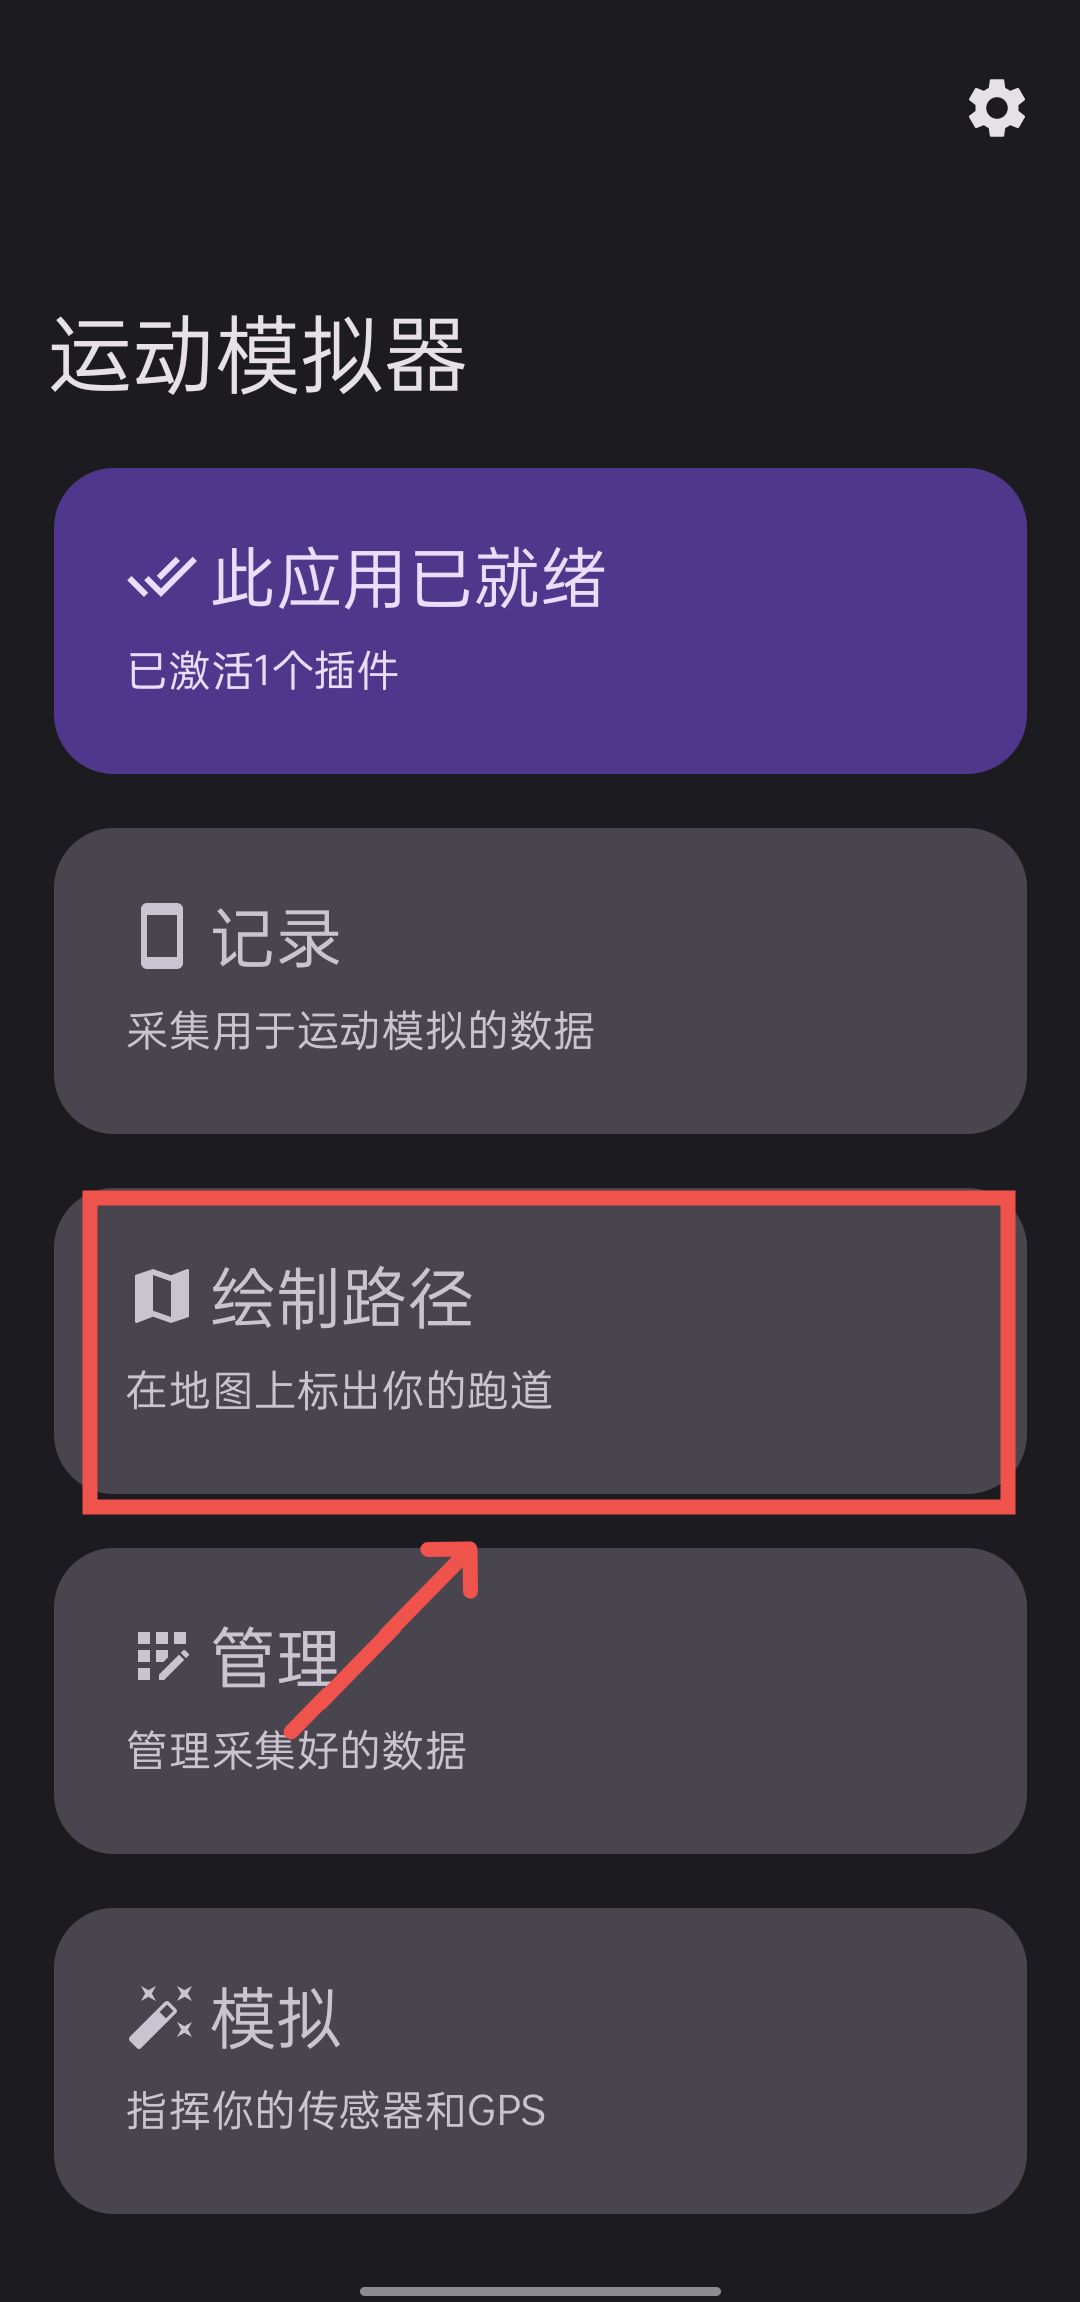 运动模拟器
此应用已就绪
已激活1个插件
记录
采集用于运动模拟的数据
绘制路径
在地图上标出你的跑道
管理
管理采集好的数据
模拟
指挥你的传感器和GPS